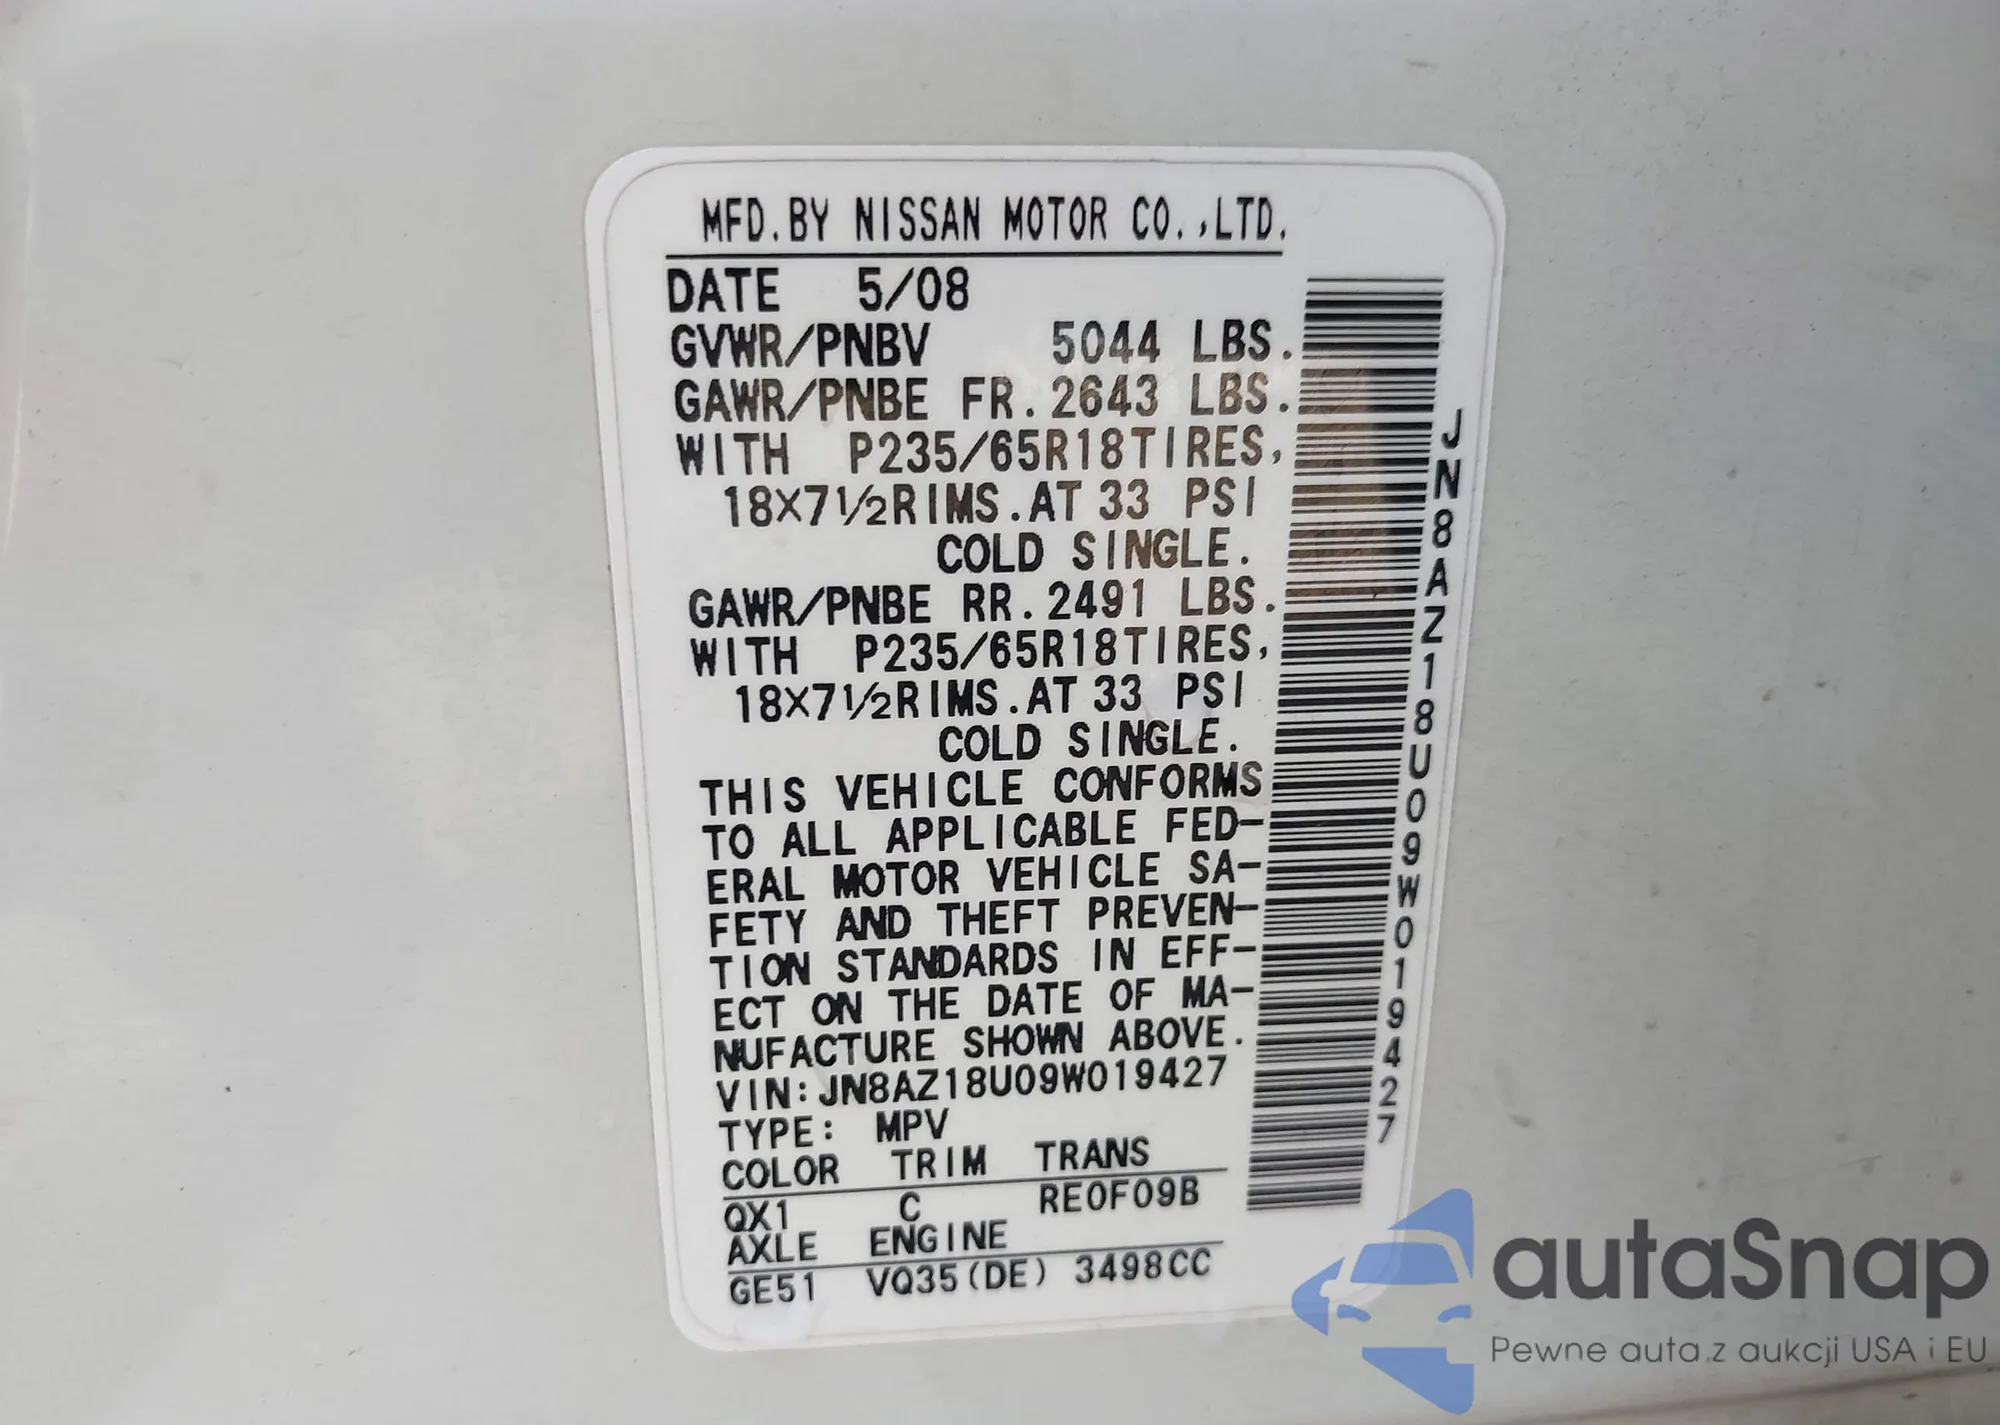 MFD.BY NISSAN MOTOR CO.,LTD.
DATE 5/08
GVWR/PNBV 5044 LBS.
GAWR/PNBE FR.2643 LBS.
WITH P235/65R18TIRES,
18X7½RIMS.AT 33 PSI
COLD SINGLE.
GAWR/PNBE RR.2491 LBS.
WITH P235/65R18TIRES,
18X7½RIMS.AT 33 PSI
COLD SINGLE.
THIS VEHICLE CONFORMS
TO ALL APPLICABLE FED-
ERAL MOTOR VEHICLE SA-
FETY AND THEFT PREVEN-
TION STANDARDS IN EFF-
ECT ON THE DATE OF MA-
NUFACTURE SHOWN ABOVE.
VIN:JN8AZ18U09W019427
TYPE: MPV
COLOR TRIM TRANS
QX1 C RE0F09B
AXLE ENGINE
GE51 VQ35(DE) 3498CC
JN8AZ18U09W019427
autaSnap
Pewne auta z aukcji USA i EU